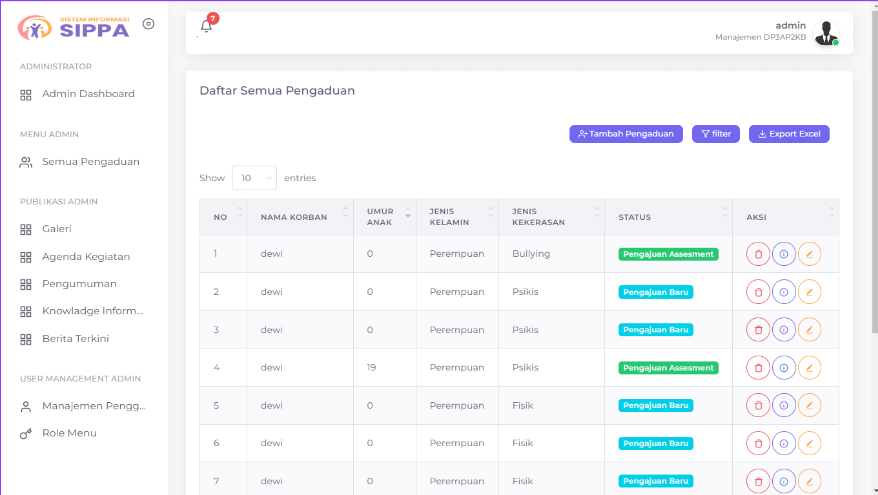 SISTEM INFORMASI
SIPPA
7
admin
Manajemen DP3AP2KB
ADMINISTRATOR
Admin Dashboard
MENU ADMIN
Semua Pengaduan
PUBLIKASI ADMIN
Galeri
Agenda Kegiatan
Pengumuman
Knowladge Inform...
Berita Terkini
USER MANAGEMENT ADMIN
Manajemen Pengg...
Role Menu
Daftar Semua Pengaduan
Tambah Pengaduan filter Export Excel
Show 10 entries
NO NAMA KORBAN UMUR ANAK JENIS KELAMIN JENIS KEKERASAN STATUS AKSI
1 dewi 0 Perempuan Bullying Pengajuan Assesment
2 dewi 0 Perempuan Psikis Pengajuan Baru
3 dewi 0 Perempuan Psikis Pengajuan Baru
4 dewi 19 Perempuan Psikis Pengajuan Assesment
5 dewi 0 Perempuan Fisik Pengajuan Baru
6 dewi 0 Perempuan Fisik Pengajuan Baru
7 dewi 0 Perempuan Fisik Pengajuan Baru